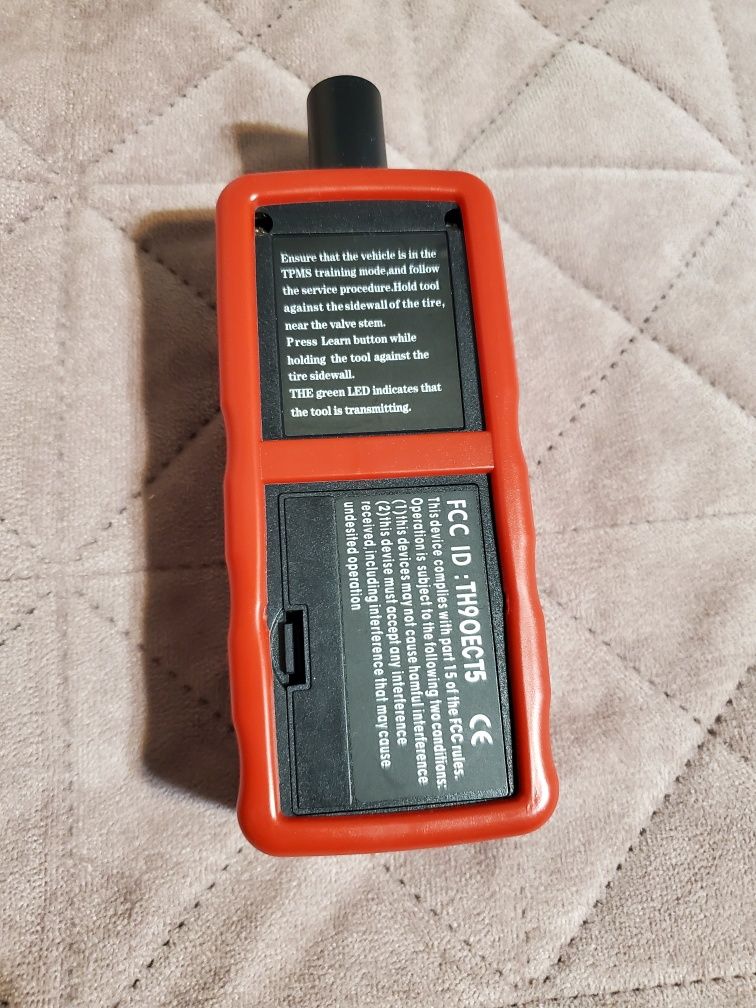 Ensure that the vehicle is in the
TPMS training mode,and follow
the service procedure.Hold tool
against the sidewall of the tire,
near the valve stem.
Press Learn button while
holding the tool against the
tire sidewall.
THE green LED indicates that
the tool is transmitting.
FCC ID : TH9OECT5 CE
This device complies with part 15 of the FCC rules.
Operation is subject to the following two conditions:
(1)this devices may not cause hamful interference
(2)this devise must accept any interference
received,including interference that may cause
undesiled operation